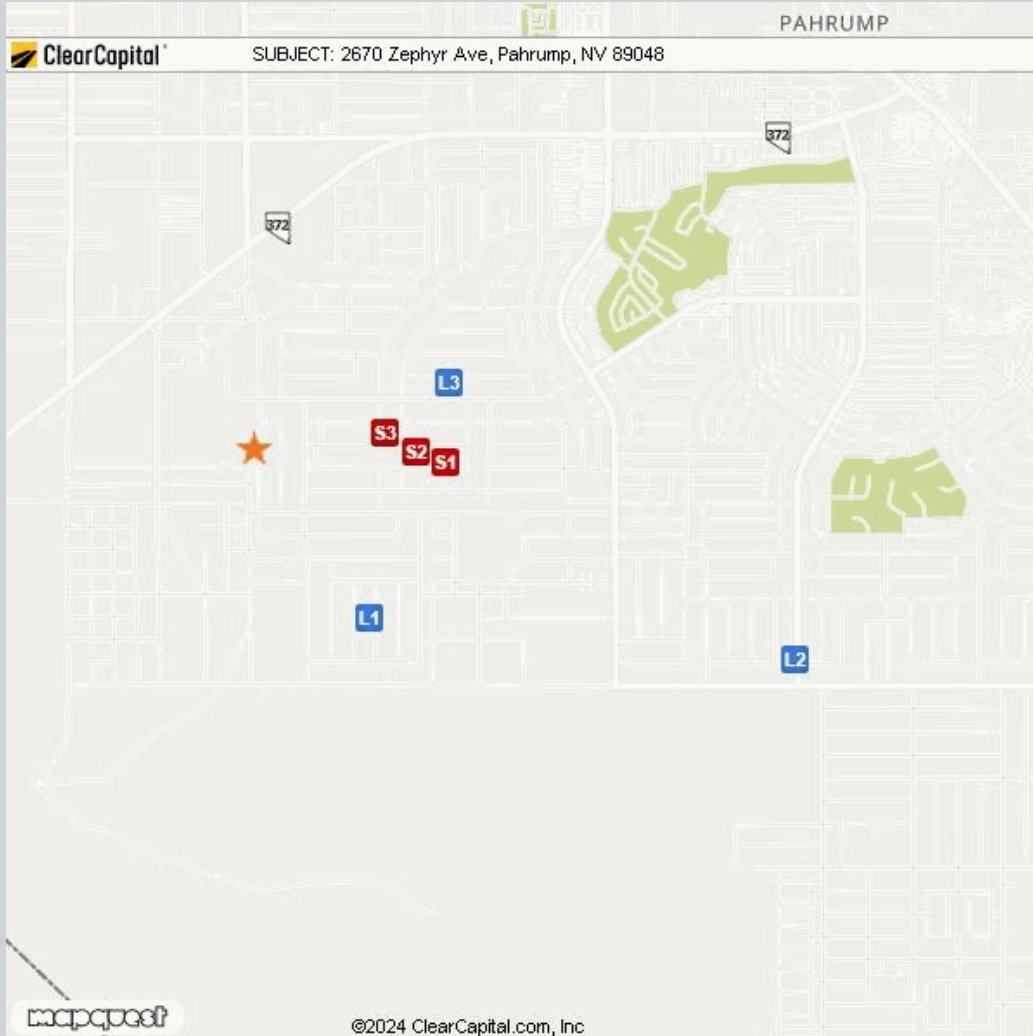 PAHRUMP
ClearCapital SUBJECT: 2670 Zephyr Ave, Pahrump, NV 89048
372
372
L3
S3
S2
S1
L1
L2
mapquest ©2024 ClearCapital.com, Inc